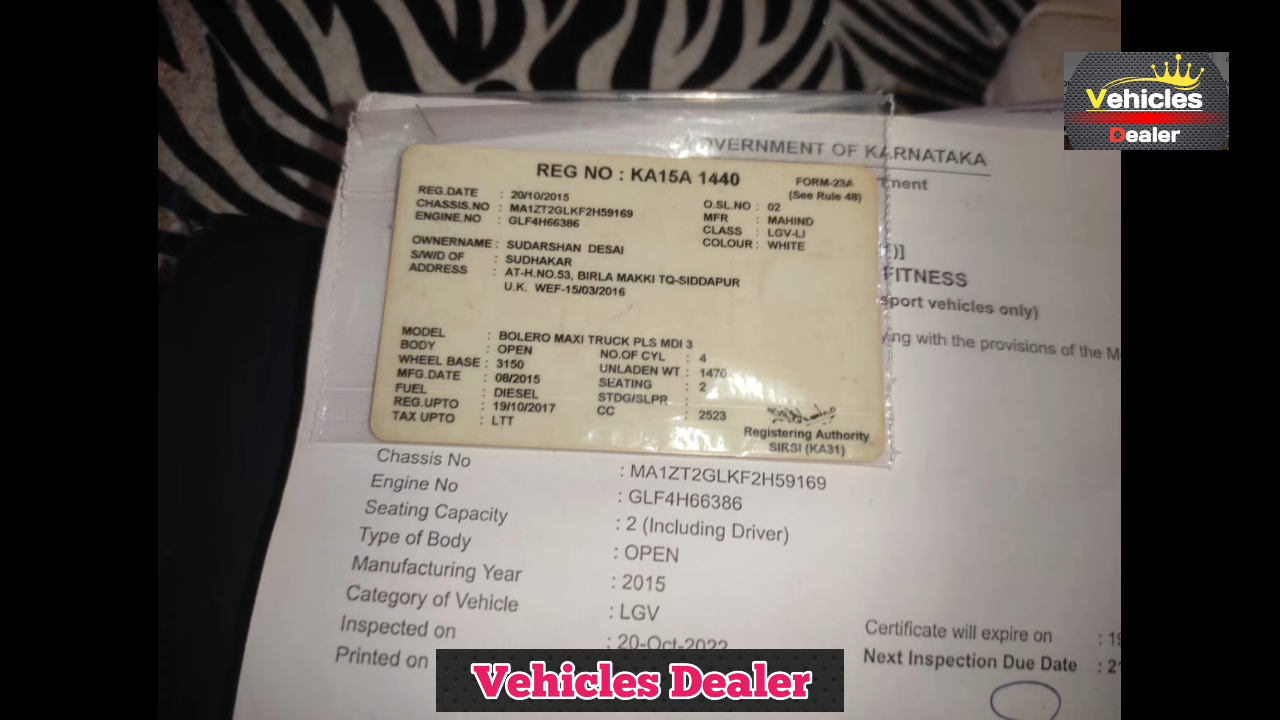 Vehicles
Dealer
GOVERNMENT OF KARNATAKA
REG NO : KA15A 1440
FORM-23A
(See Rule 48)
REG.DATE : 20/10/2015
CHASSIS.NO : MA1ZT2GLKF2H59169
ENGINE.NO : GLF4H66386
O.SL.NO : 02
MFR : MAHIND
CLASS : LGV-LI
COLOUR : WHITE
OWNERNAME : SUDARSHAN DESAI
S/W/D OF : SUDHAKAR
ADDRESS : AT-H.NO.53, BIRLA MAKKI TQ-SIDDAPUR
U.K. WEF-15/03/2016
MODEL : BOLERO MAXI TRUCK PLS MDI 3
BODY : OPEN
WHEEL BASE : 3150
MFG.DATE : 08/2015
FUEL : DIESEL
REG.UPTO : 19/10/2017
TAX UPTO : LTT
NO.OF CYL : 4
UNLADEN WT : 1470
SEATING : 2
STDG/SLPR :
CC : 2523
Registering Authority
SIRSI (KA31)
FITNESS
sport vehicles only)
ying with the provisions of the M
Chassis No : MA1ZT2GLKF2H59169
Engine No : GLF4H66386
Seating Capacity : 2 (Including Driver)
Type of Body : OPEN
Manufacturing Year : 2015
Category of Vehicle : LGV
Inspected on : 20-Oct-2022
Printed on
Certificate will expire on :
Next Inspection Due Date :
Vehicles Dealer